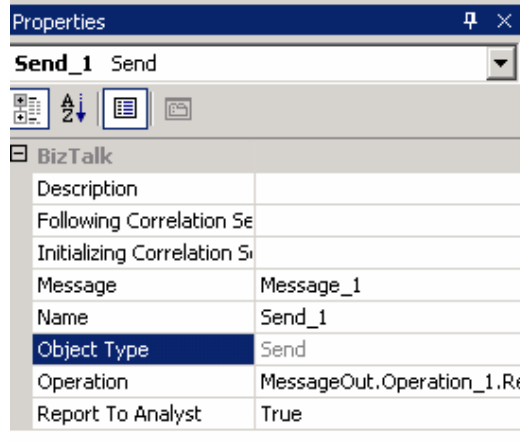 Properties
Send_1 Send
BizTalk
Description
Following Correlation Se
Initializing Correlation S
Message Message_1
Name Send_1
Object Type Send
Operation MessageOut.Operation_1.Re
Report To Analyst True